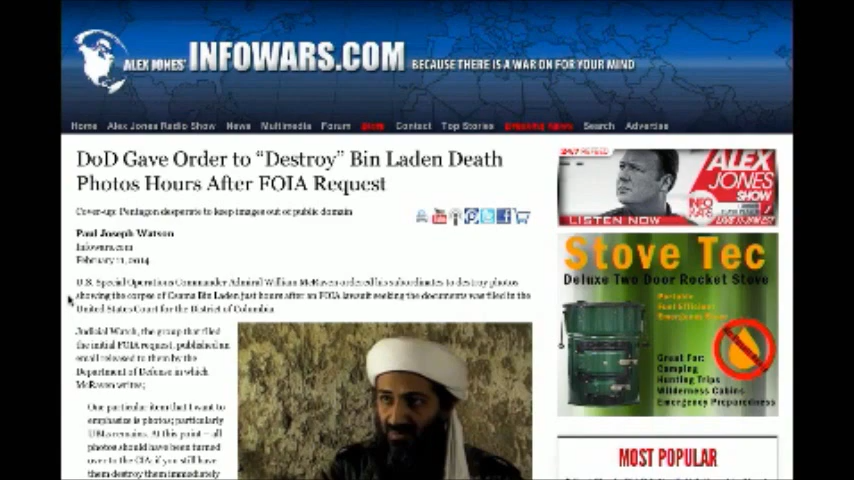 ALEX JONES' INFOWARS.COM BECAUSE THERE IS A WAR ON FOR YOUR MIND
Home Alex Jones Radio Show News Multimedia Forum Contact Top Stories Breaking News Search Advertise
DoD Gave Order to “Destroy” Bin Laden Death
Photos Hours After FOIA Request
Cover-up: Pentagon desperate to keep images out of public domain
Paul Joseph Watson
Infowars.com
February 11, 2014
U.S. Special Operations Commander Admiral William McRaven ordered his subordinates to destroy photos
showing the corpse of Osama Bin Laden just hours after an FOIA lawsuit seeking the documents was filed in the
United States Court for the District of Columbia.
Judicial Watch, the group that filed
the initial FOIA request, published an
email released to them by the
Department of Defense in which
McRaven writes;
One particular item that I want to
emphasize is photos; particularly
UBLs remains. At this point – all
photos should have been turned
over to the CIA; if you still have
them destroy them immediately
ALEX
JONES
SHOW
INFO
WARS
LISTEN NOW
Stove Tec
Deluxe Two Door Rocket Stove
Portable
Fuel Efficient
Great For:
Camping
Hunting Trips
Wilderness Cabins
Emergency Preparedness
MOST POPULAR